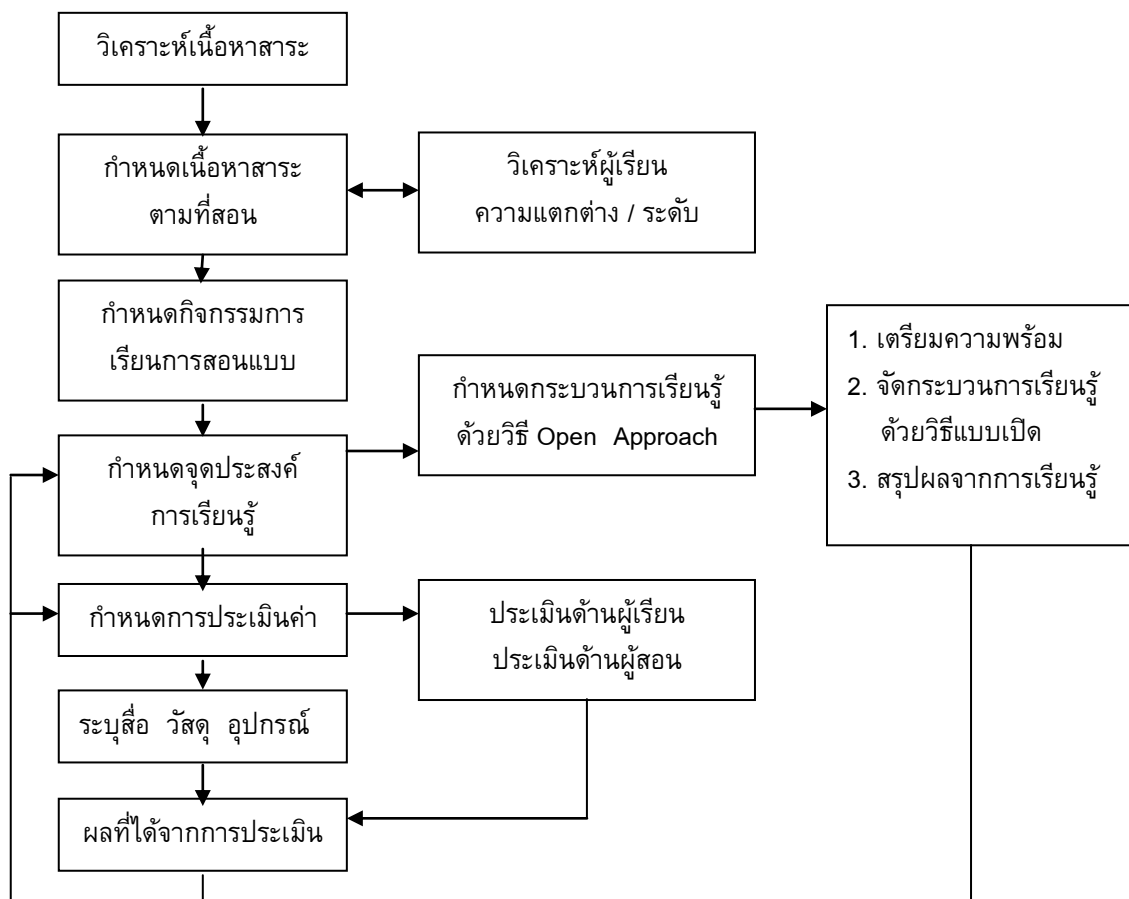 วิเคราะห์เนื้อหาสาระ
กำหนดเนื้อหาสาระ
ตามที่สอน
วิเคราะห์ผู้เรียน
ความแตกต่าง / ระดับ
กำหนดกิจกรรมการ
เรียนการสอนแบบ
กำหนดกระบวนการเรียนรู้
ด้วยวิธี Open Approach
1. เตรียมความพร้อม
2. จัดกระบวนการเรียนรู้
ด้วยวิธีแบบเปิด
3. สรุปผลจากการเรียนรู้
กำหนดจุดประสงค์
การเรียนรู้
กำหนดการประเมินค่า
ประเมินด้านผู้เรียน
ประเมินด้านผู้สอน
ระบุสื่อ วัสดุ อุปกรณ์
ผลที่ได้จากการประเมิน